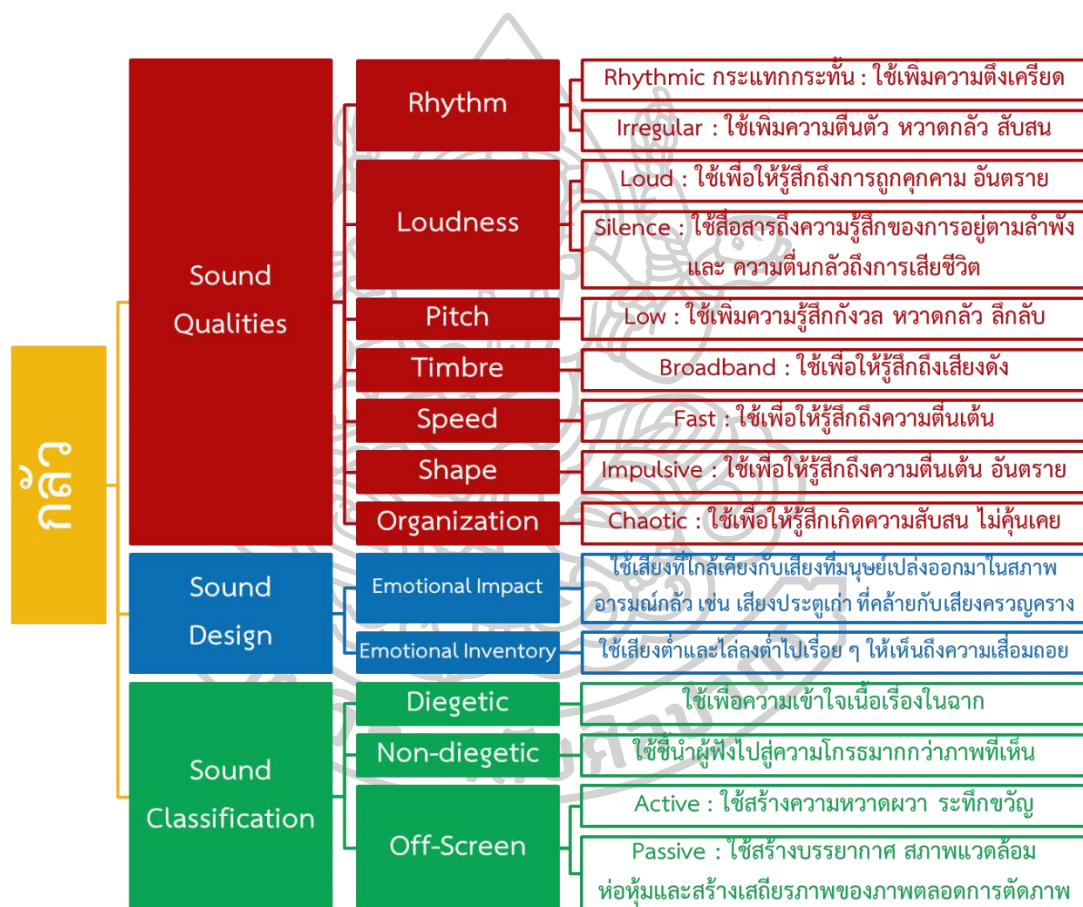 กลัว
Sound
Qualities
Rhythm
Rhythmic กระแทกกระทั้น : ใช้เพิ่มความตึงเครียด
Irregular : ใช้เพิ่มความตื่นตัว หวาดกลัว สับสน
Loudness
Loud : ใช้เพื่อให้รู้สึกถึงการถูกคุกคาม อันตราย
Silence : ใช้สื่อสารถึงความรู้สึกของการอยู่ตามลำพัง
และ ความตื่นกลัวถึงการเสียชีวิต
Pitch
Low : ใช้เพิ่มความรู้สึกกังวล หวาดกลัว ลึกลับ
Timbre
Broadband : ใช้เพื่อให้รู้สึกถึงเสียงดัง
Speed
Fast : ใช้เพื่อให้รู้สึกถึงความตื่นเต้น
Shape
Impulsive : ใช้เพื่อให้รู้สึกถึงความตื่นเต้น อันตราย
Organization
Chaotic : ใช้เพื่อให้รู้สึกเกิดความสับสน ไม่คุ้นเคย
Sound
Design
Emotional Impact
ใช้เสียงที่ใกล้เคียงกับเสียงที่มนุษย์เปล่งออกมาในสภาพ
อารมณ์กลัว เช่น เสียงประตูเก่า ที่คล้ายกับเสียงครวญคราง
Emotional Inventory
ใช้เสียงต่ำและไล่ลงต่ำไปเรื่อย ๆ ให้เห็นถึงความเสื่อมถอย
Sound
Classification
Diegetic
ใช้เพื่อความเข้าใจเนื้อเรื่องในฉาก
Non-diegetic
ใช้ชี้นำผู้ฟังไปสู่ความโกรธมากกว่าภาพที่เห็น
Off-Screen
Active : ใช้สร้างความหวาดผวา ระทึกขวัญ
Passive : ใช้สร้างบรรยากาศ สภาพแวดล้อม
ห่อหุ้มและสร้างเสถียรภาพของภาพตลอดการตัดภาพ